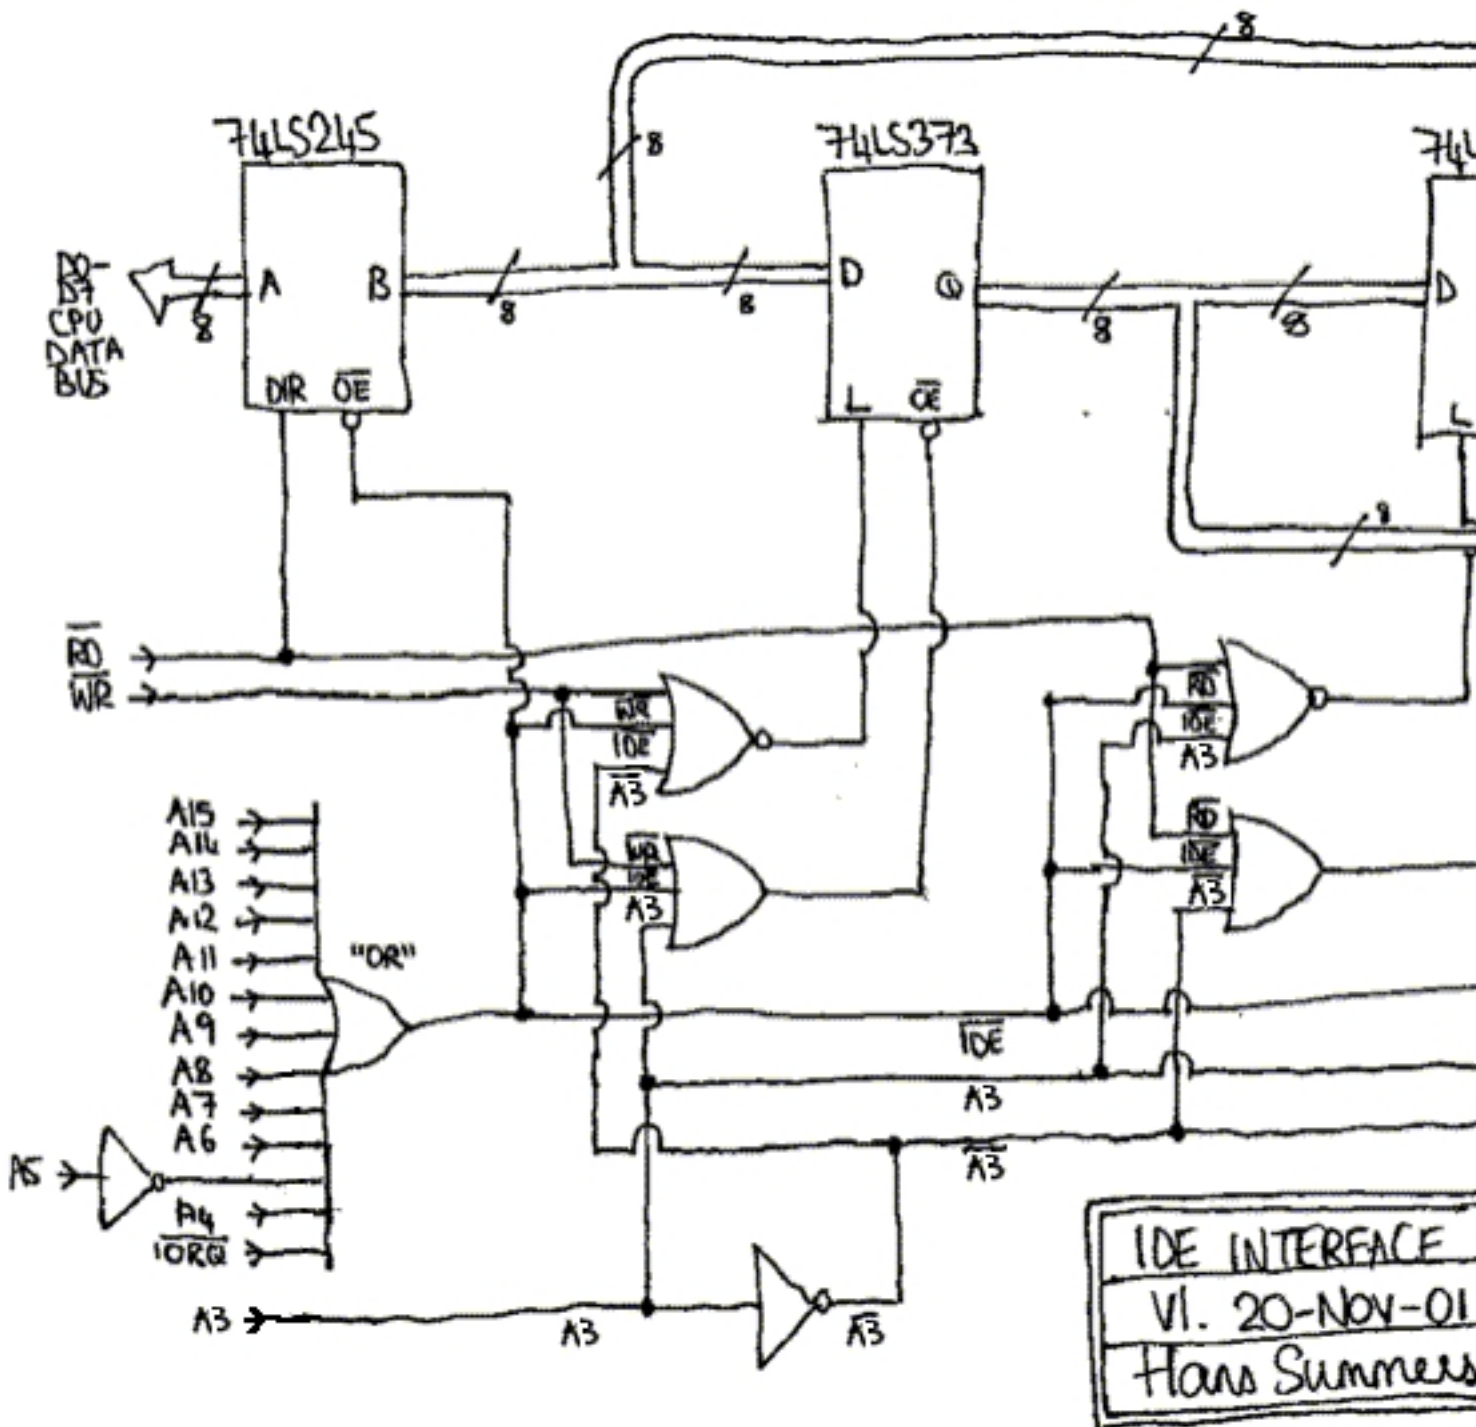 8
74LS245
8
74LS373
74L
D0-
D7
CPU
DATA
BUS
8
A
B
8
8
D
Q
8
8
D
DIR
OE
L
OE
L
8
RD
WR
WR
IDE
A3
RD
IDE
A3
WR
IDE
A3
RD
IDE
A3
A15
A14
A13
A12
A11
A10
A9
A8
A7
A6
"OR"
IDE
A3
A3
A5
A4
IORQ
A3
A3
A3
IDE INTERFACE
V1. 20-NOV-01
Hans Summers